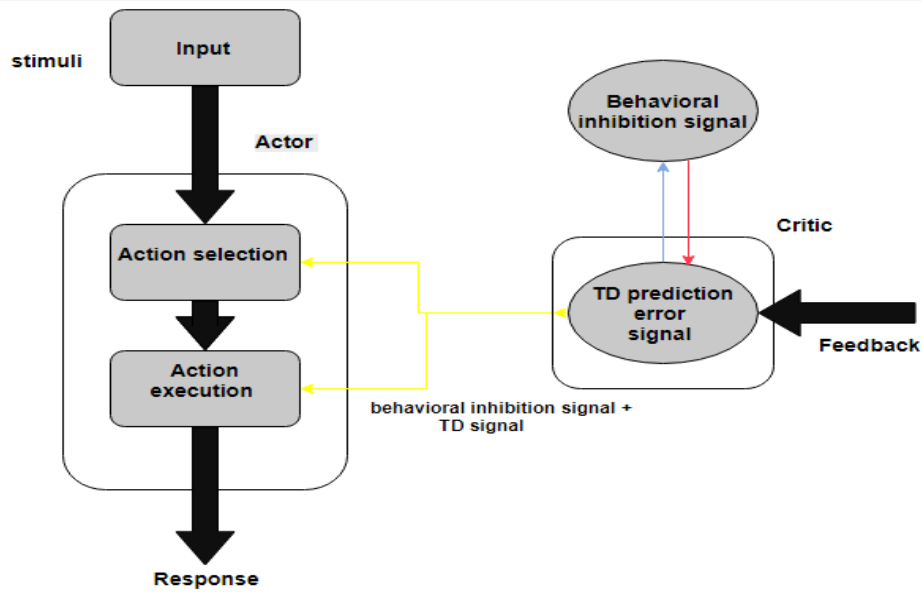 Input
stimuli
Actor
Action selection
Action
execution
Response
Behavioral
inhibition signal
Critic
TD prediction
error
signal
Feedback
behavioral inhibition signal +
TD signal